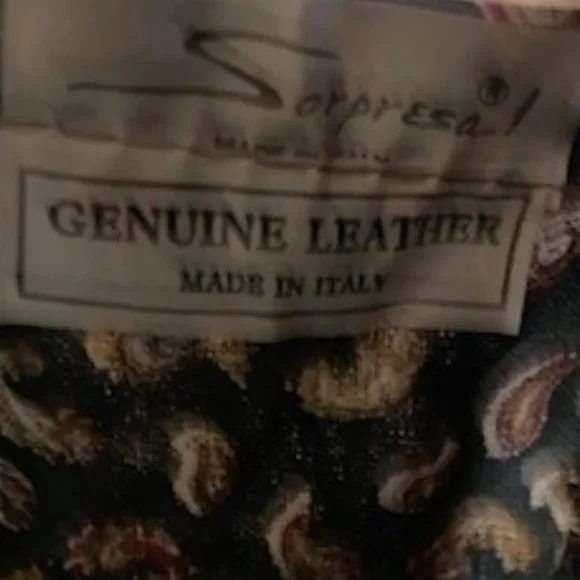 Sorpresa®!
GENUINE LEATHER
MADE IN ITALY